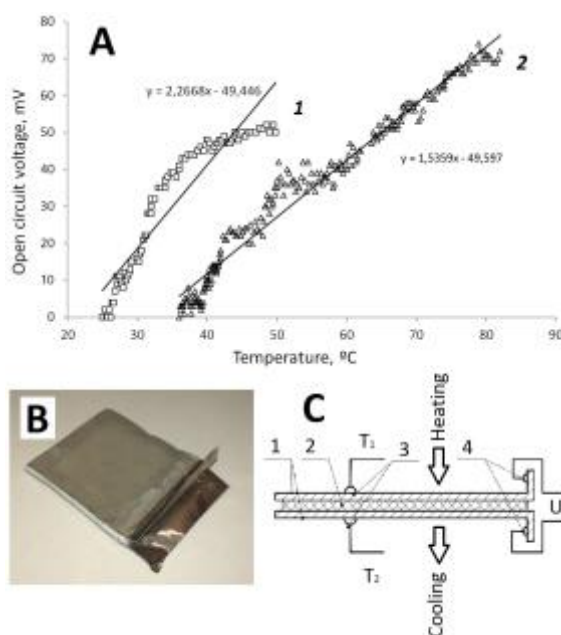 A
Open circuit voltage, mV
80
70
60
50
40
30
20
10
0
y = 2,2668x - 49,446
1
2
y = 1,5359x - 49,597
20 30 40 50 60 70 80 90
Temperature, ºC
B
C
1 2 T1 3 Heating 4
U
T2
Cooling